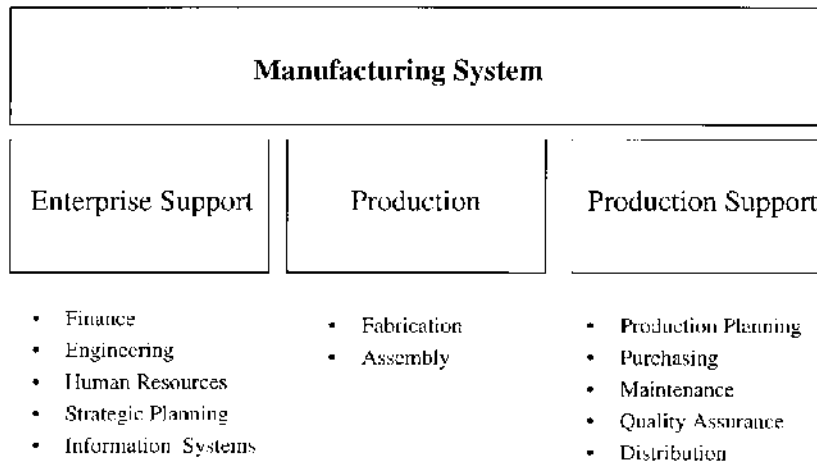 Manufacturing System
Enterprise Support
Production
Production Support
• Finance
• Engineering
• Human Resources
• Strategic Planning
• Information Systems
• Fabrication
• Assembly
• Production Planning
• Purchasing
• Maintenance
• Quality Assurance
• Distribution